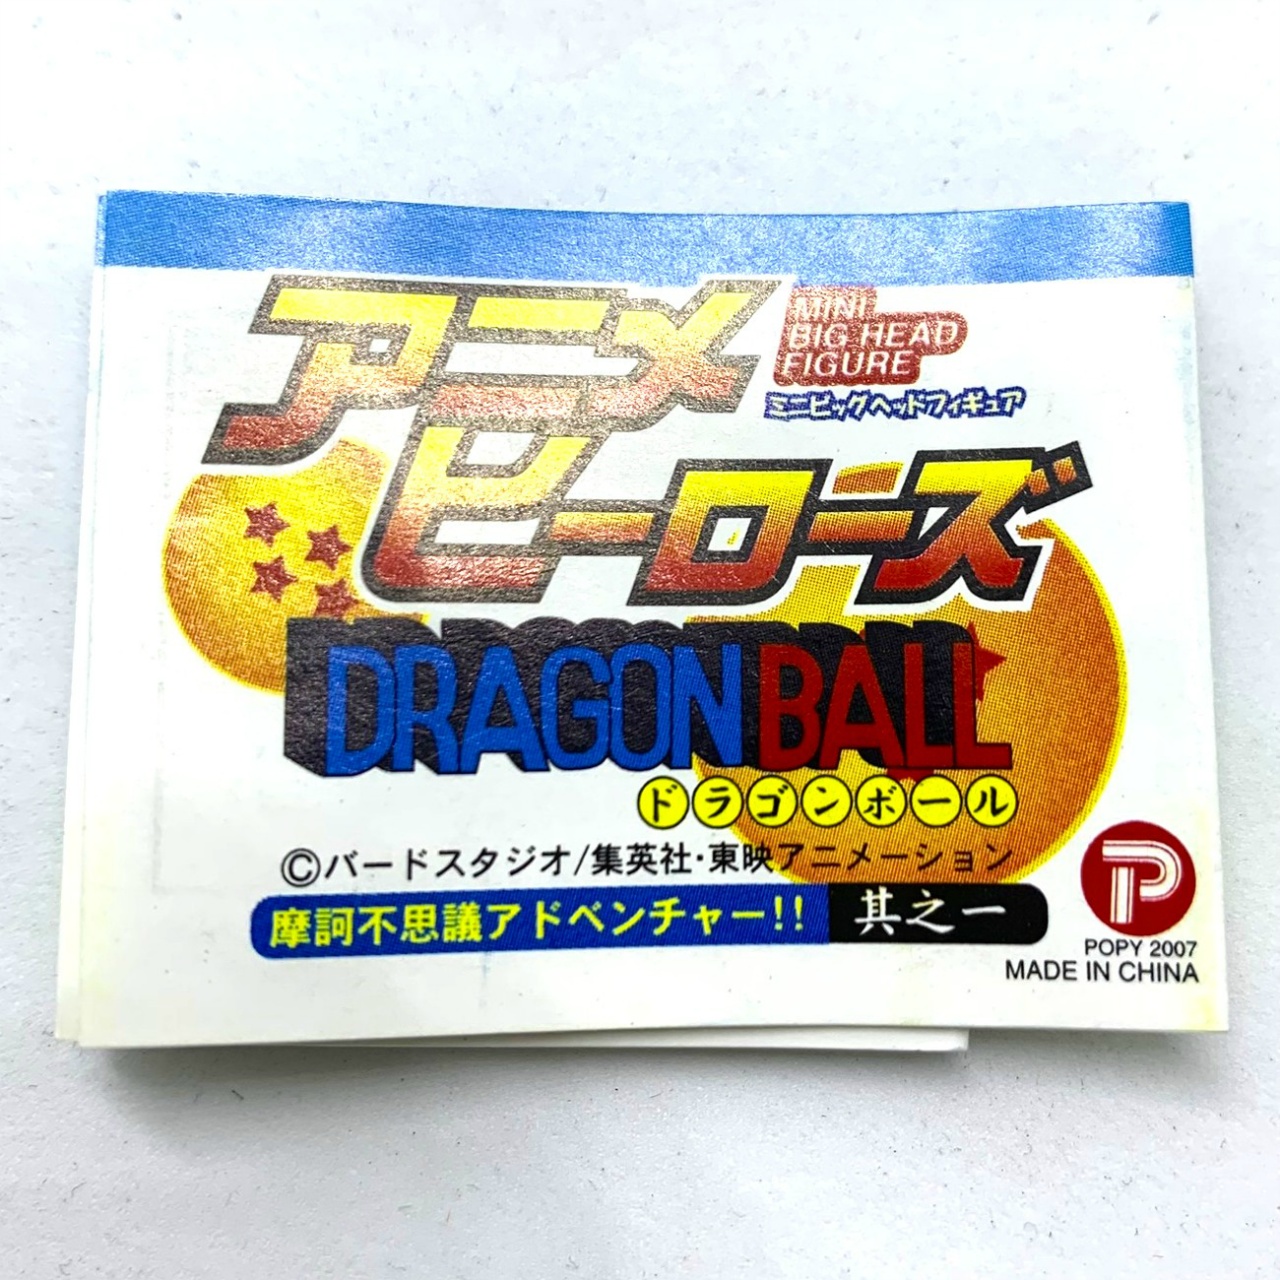 アニメ
MINI
BIG HEAD
FIGURE
ミニビッグヘッドフィギュア
ヒーローズ
DRAGON BALL
ドラゴンボール
©バードスタジオ/集英社・東映アニメーション
摩訶不思議アドベンチャー!! 其之一
P
POPY 2007
MADE IN CHINA